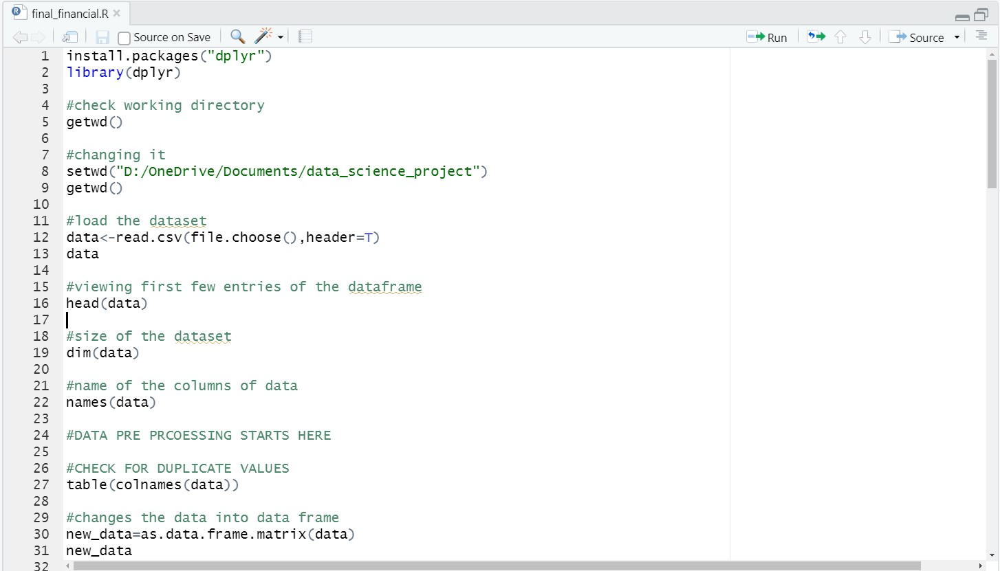 final_financial.R
Source on Save
Run
Source
1 install.packages("dplyr")
2 library(dplyr)
3
4 #check working directory
5 getwd()
6
7 #changing it
8 setwd("D:/OneDrive/Documents/data_science_project")
9 getwd()
10
11 #load the dataset
12 data<-read.csv(file.choose(),header=T)
13 data
14
15 #viewing first few entries of the dataframe
16 head(data)
17
18 #size of the dataset
19 dim(data)
20
21 #name of the columns of data
22 names(data)
23
24 #DATA PRE PRCOESSING STARTS HERE
25
26 #CHECK FOR DUPLICATE VALUES
27 table(colnames(data))
28
29 #changes the data into data frame
30 new_data=as.data.frame.matrix(data)
31 new_data
32